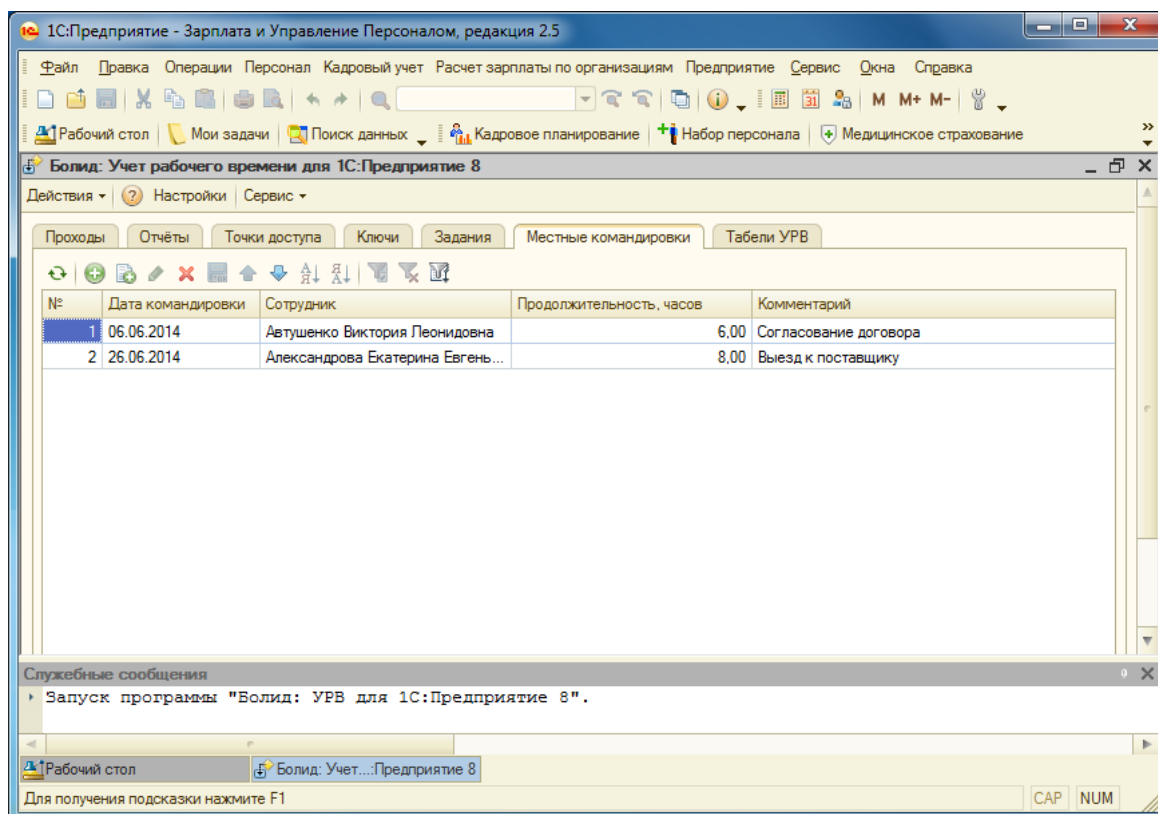 1С:Предприятие - Зарплата и Управление Персоналом, редакция 2.5
Файл Правка Операции Персонал Кадровый учет Расчет зарплаты по организациям Предприятие Сервис Окна Справка
M M+ M-
Рабочий стол Мои задачи Поиск данных Кадровое планирование Набор персонала Медицинское страхование
Болид: Учет рабочего времени для 1С:Предприятие 8
Действия Настройки Сервис
Проходы Отчёты Точки доступа Ключи Задания Местные командировки Табели УРВ
№ Дата командировки Сотрудник Продолжительность, часов Комментарий
1 06.06.2014 Автушенко Виктория Леонидовна 6,00 Согласование договора
2 26.06.2014 Александрова Екатерина Евгень... 8,00 Выезд к поставщику
Служебные сообщения
Запуск программы "Болид: УРВ для 1С:Предприятие 8".
Рабочий стол Болид: Учет...:Предприятие 8
Для получения подсказки нажмите F1 CAP NUM